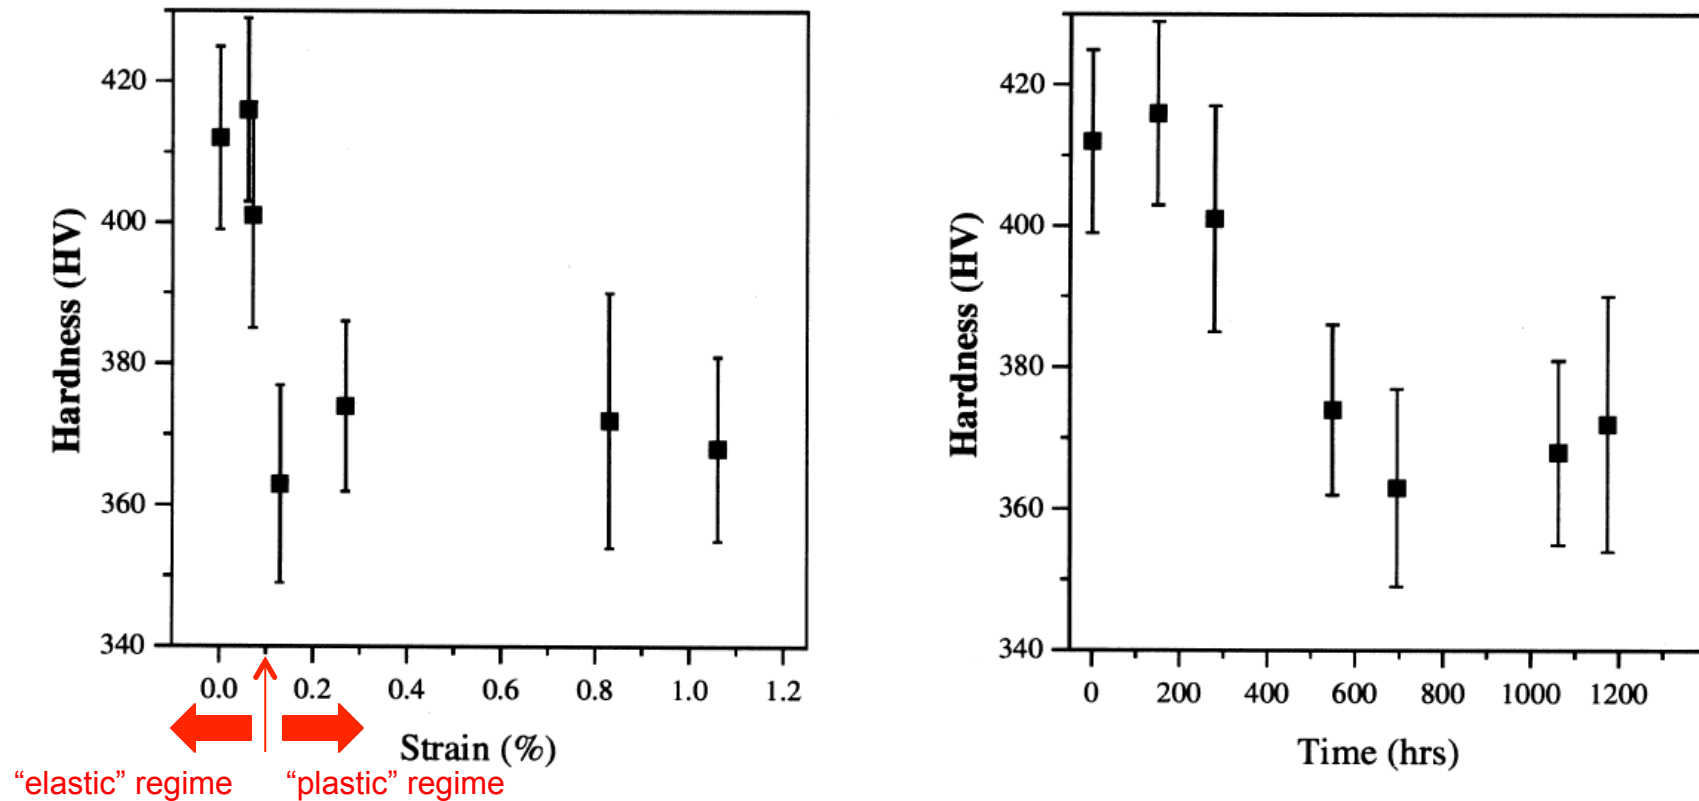 420
400
380
360
340
Hardness (HV)
0.0 0.2 0.4 0.6 0.8 1.0 1.2
Strain (%)
“elastic” regime “plastic” regime
420
400
380
360
340
Hardness (HV)
0 200 400 600 800 1000 1200
Time (hrs)